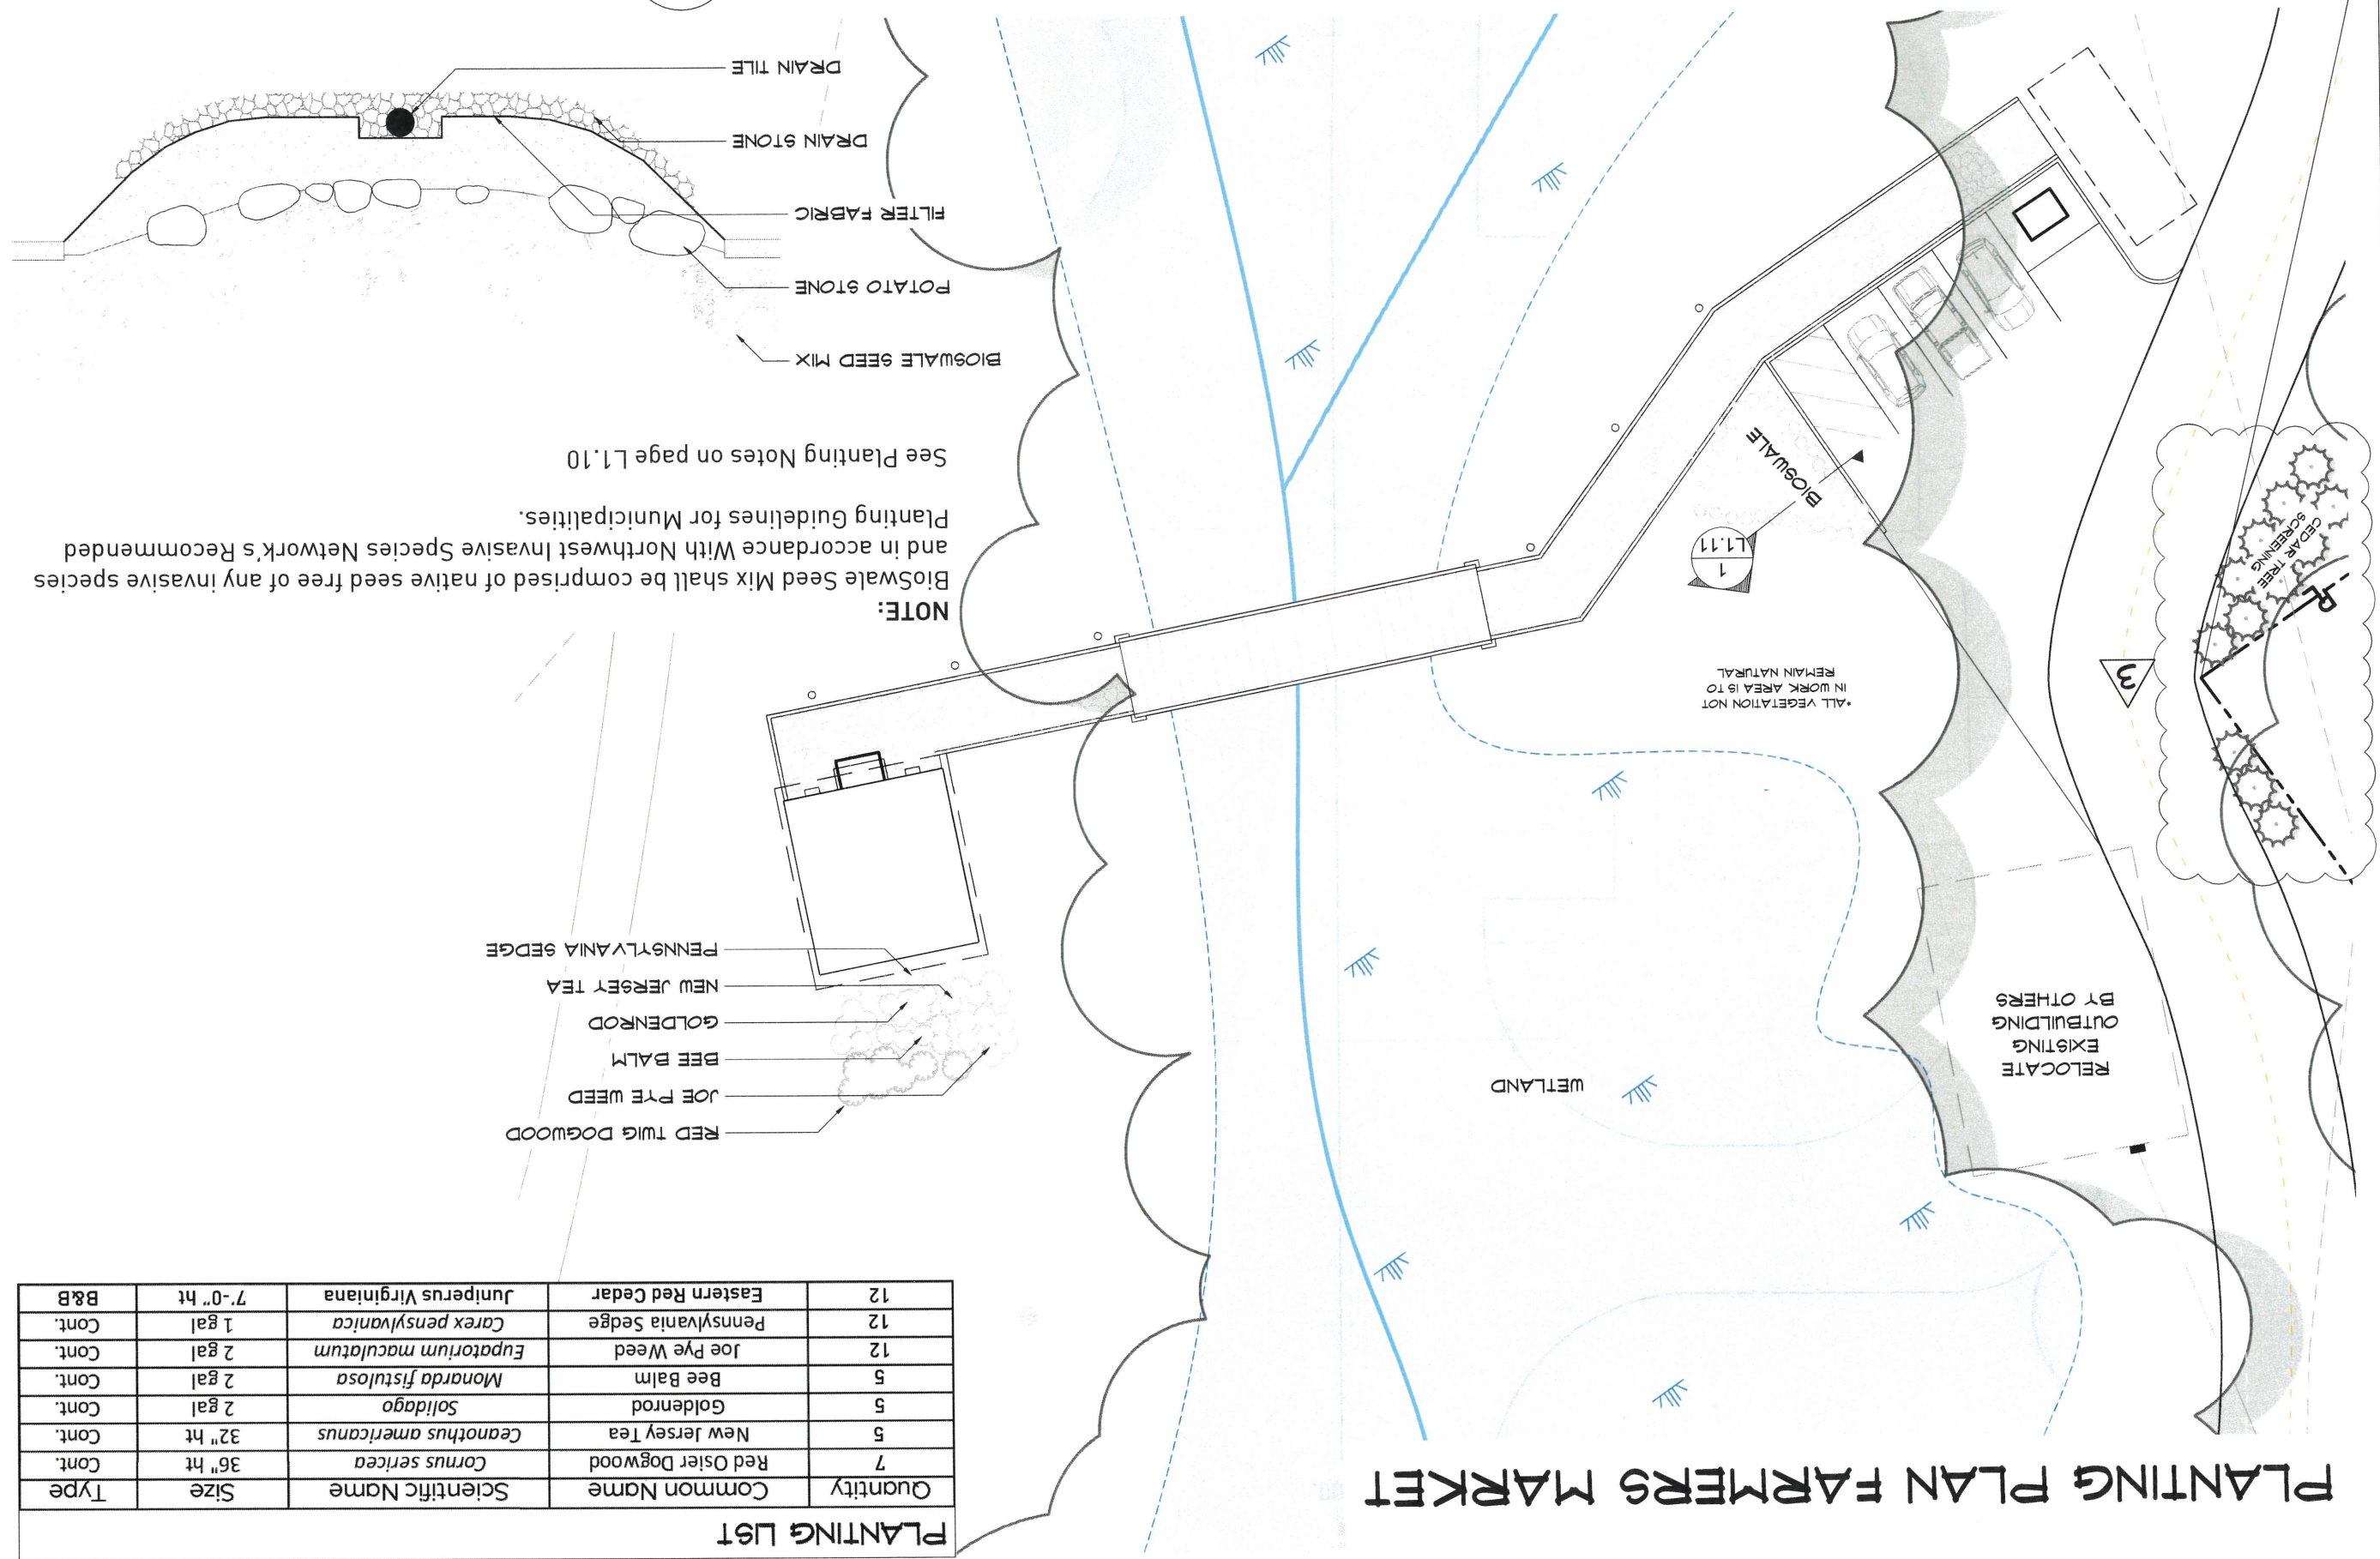 PLANTING PLAN FARMERS MARKET
PLANTING LIST
Quantity Common Name Scientific Name Size Type
7 Red Osier Dogwood Cornus sericea 36" ht Cont.
5 New Jersey Tea Ceanothus americanus 32" ht Cont.
5 Goldenrod Solidago 2 gal Cont.
5 Bee Balm Monarda fistulosa 2 gal Cont.
12 Joe Pye Weed Eupatorium maculatum 2 gal Cont.
12 Pennsylvania Sedge Carex pensylvanica 1 gal Cont.
12 Eastern Red Cedar Juniperus Virginiana 7'-0" ht B&B
RED TWIG DOGWOOD
JOE PYE WEED
BEE BALM
GOLDENROD
NEW JERSEY TEA
PENNSYLVANIA SEDGE
WETLAND
RELOCATE
EXISTING
OUTBUILDING
BY OTHERS
*ALL VEGETATION NOT
IN WORK AREA IS TO
REMAIN NATURAL
3
CEDAR TREE
SCREENING
1
L1.11
BIOSWALE
NOTE:
BioSwale Seed Mix shall be comprised of native seed free of any invasive species
and in accordance With Northwest Invasive Species Network's Recommended
Planting Guidelines for Municipalities.
See Planting Notes on page L1.10
BIOSWALE SEED MIX
POTATO STONE
FILTER FABRIC
DRAIN STONE
DRAIN TILE